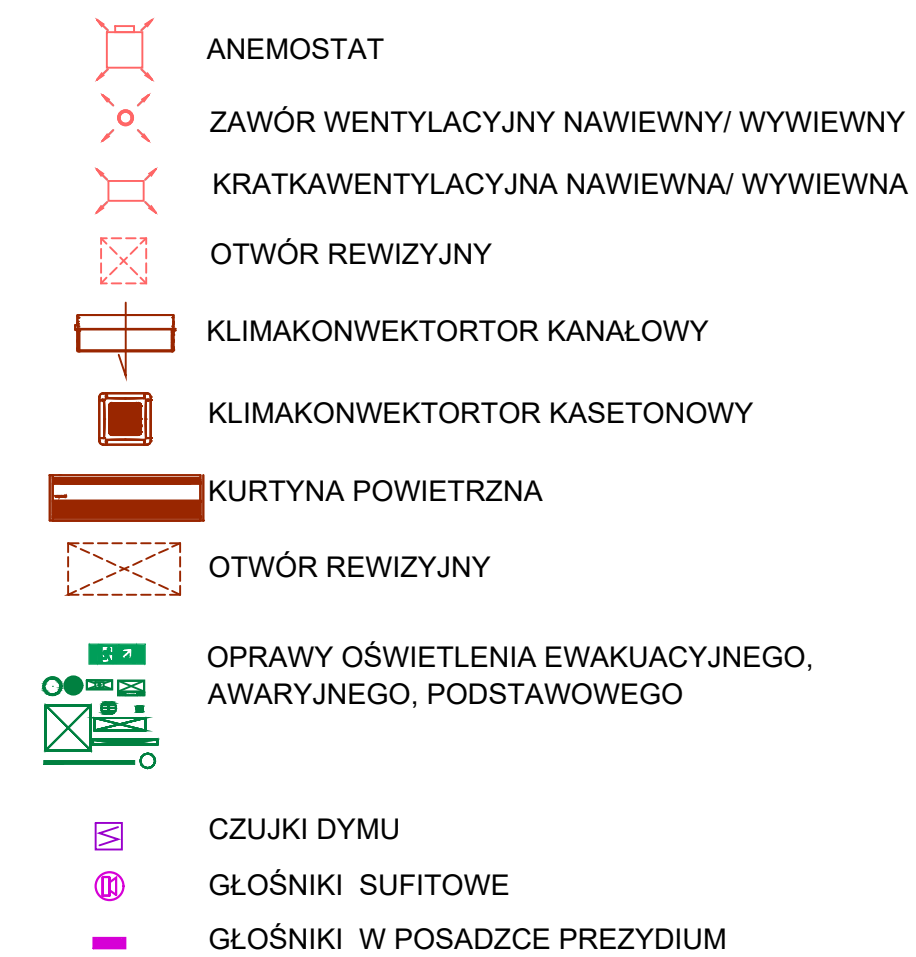 ANEMOSTAT
ZAWÓR WENTYLACYJNY NAWIEWNY/ WYWIEWNY
KRATKAWENTYLACYJNA NAWIEWNA/ WYWIEWNA
OTWÓR REWIZYJNY
KLIMAKONWEKTORTOR KANAŁOWY
KLIMAKONWEKTORTOR KASETONOWY
KURTYNA POWIETRZNA
OTWÓR REWIZYJNY
OPRAWY OŚWIETLENIA EWAKUACYJNEGO,
AWARYJNEGO, PODSTAWOWEGO
CZUJKI DYMU
GŁOŚNIKI SUFITOWE
GŁOŚNIKI W POSADZCE PREZYDIUM